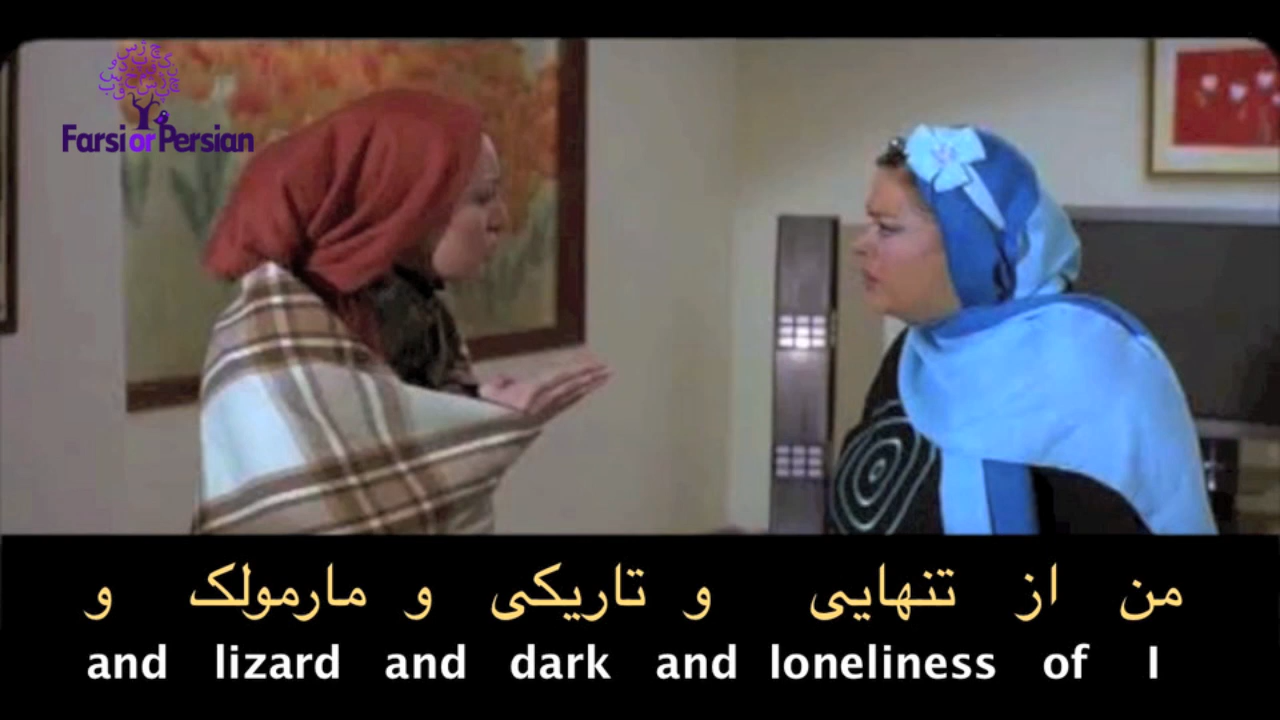 Farsi or Persian
من از تنهایی و تاریکی و مارمولک و
and lizard and dark and loneliness of I